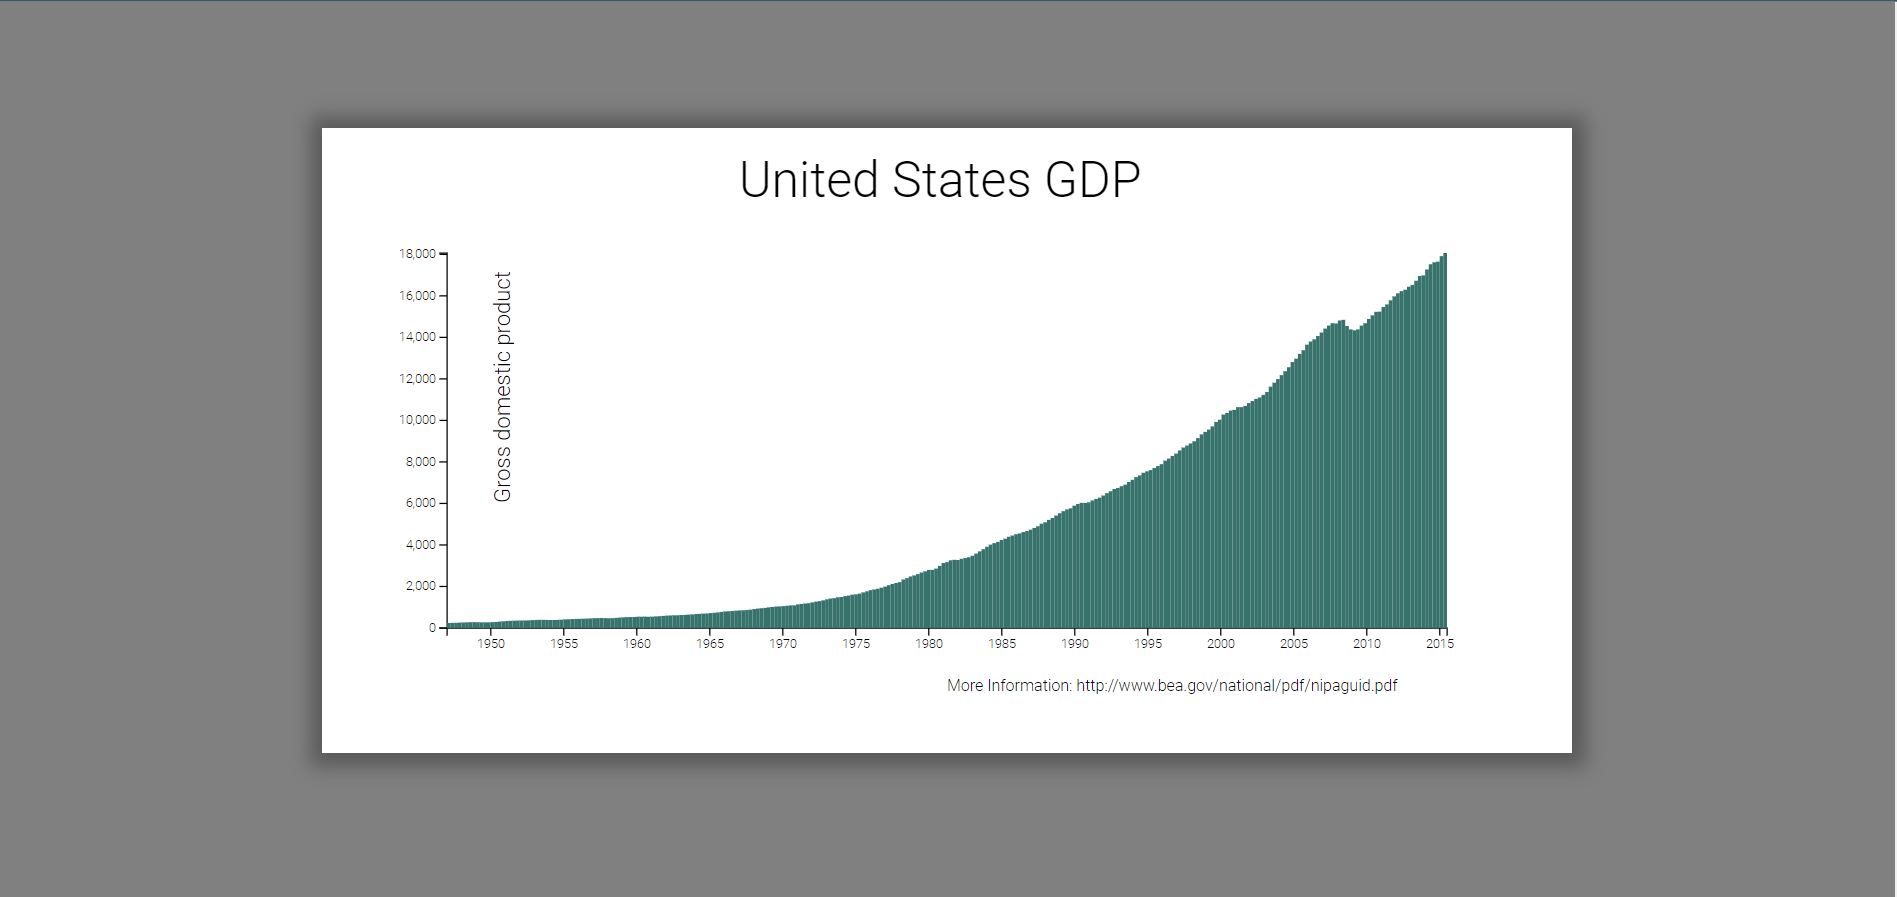 United States GDP
Gross domestic product
18,000
16,000
14,000
12,000
10,000
8,000
6,000
4,000
2,000
0
1950 1955 1960 1965 1970 1975 1980 1985 1990 1995 2000 2005 2010 2015
More Information: http://www.bea.gov/national/pdf/nipaguid.pdf